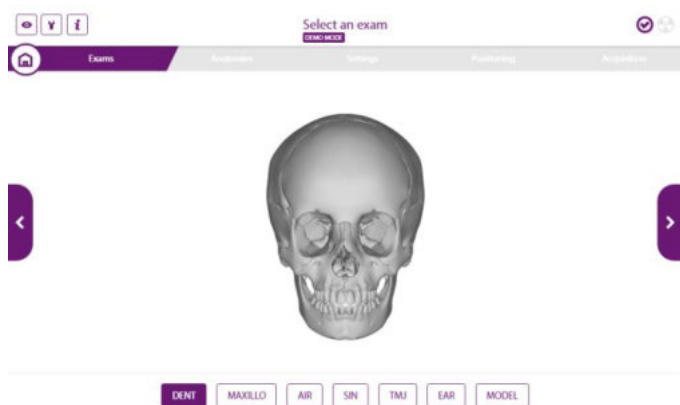 Select an exam
DEMO MODE
Exams
Anatomies
Settings
Positioning
Acquisition
DENT MAXILLO AIR SIN TMJ EAR MODEL